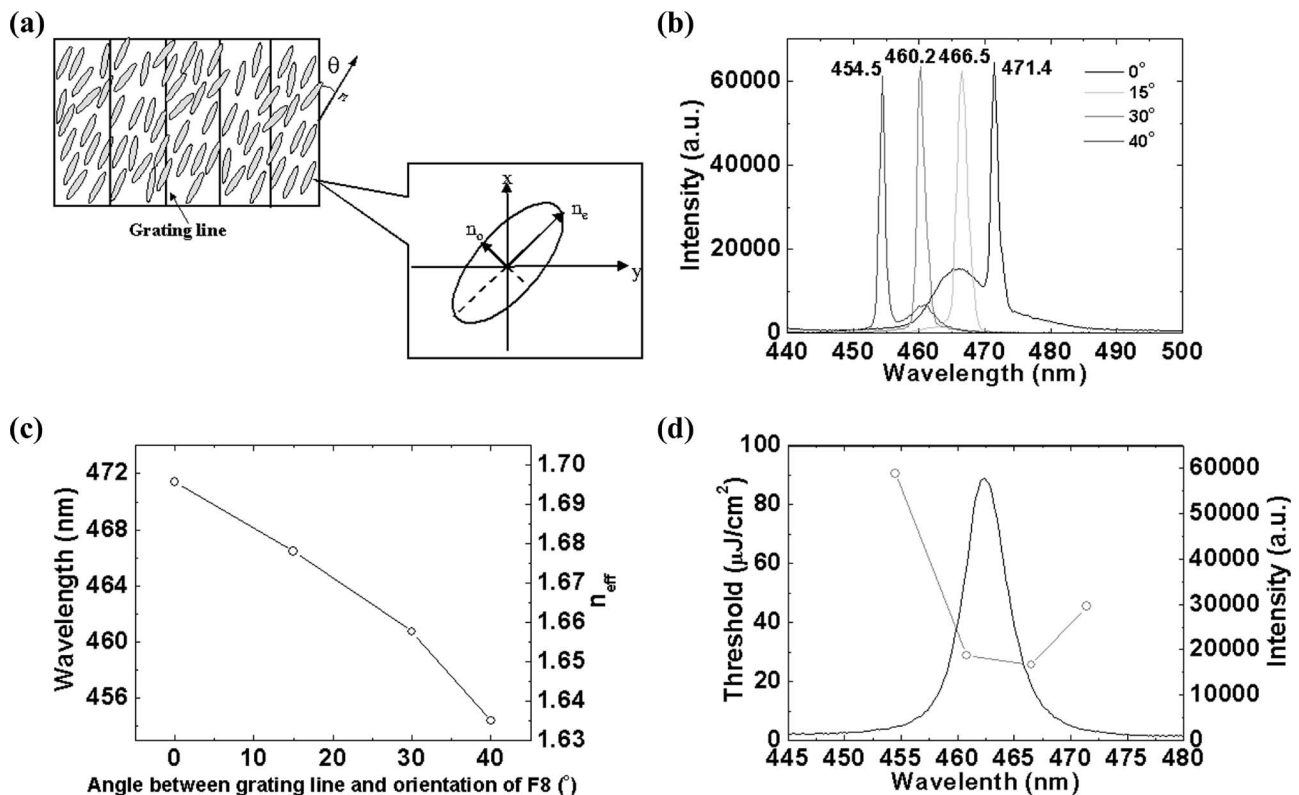 (a)
θ
Grating line
x
n_e
n_o
y
(b)
Intensity (a.u.)
60000
40000
20000
0
454.5
460.2
466.5
471.4
0°
15°
30°
40°
440 450 460 470 480 490 500
Wavelength (nm)
(c)
Wavelength (nm)
472
468
464
460
456
1.70
1.69
1.68
1.67
1.66
1.65
1.64
1.63
n_eff
0 10 20 30 40
Angle between grating line and orientation of F8 (°)
(d)
Threshold (μJ/cm²)
100
80
60
40
20
0
60000
50000
40000
30000
20000
10000
0
Intensity (a.u.)
445 450 455 460 465 470 475 480
Wavelenth (nm)